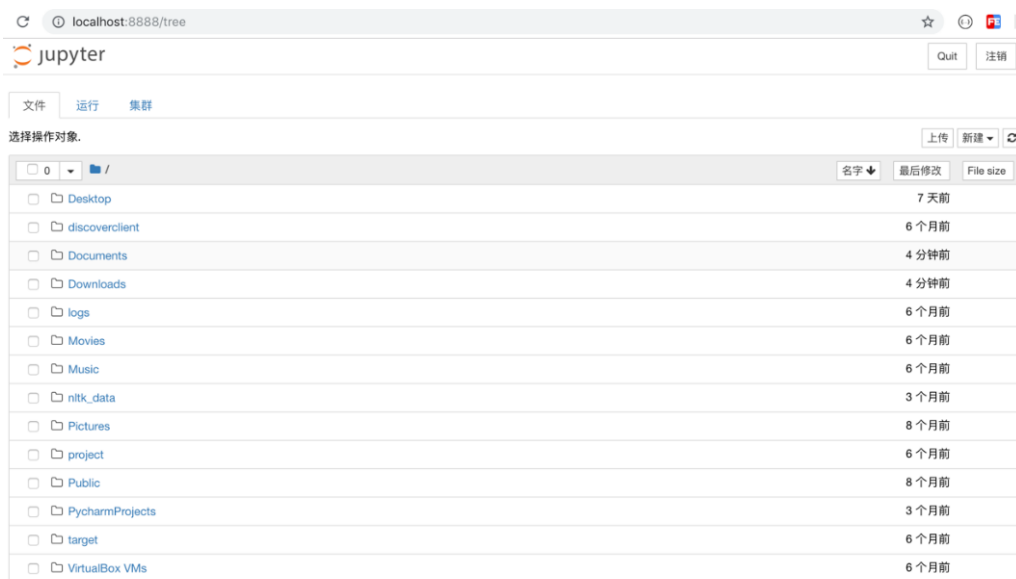 localhost:8888/tree
jupyter
Quit 注销
文件 运行 集群
选择操作对象. 上传 新建
0 / 名字 最后修改 File size
Desktop 7 天前
discoverclient 6 个月前
Documents 4 分钟前
Downloads 4 分钟前
logs 6 个月前
Movies 6 个月前
Music 6 个月前
nltk_data 3 个月前
Pictures 8 个月前
project 6 个月前
Public 8 个月前
PycharmProjects 3 个月前
target 6 个月前
VirtualBox VMs 6 个月前